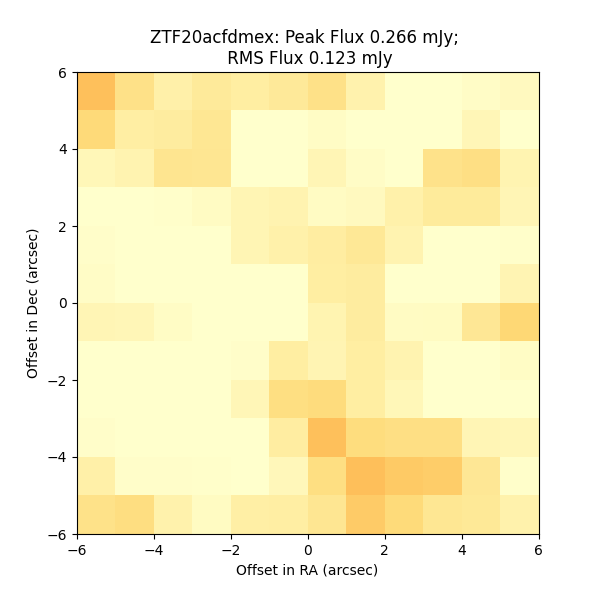 ZTF20acfdmex: Peak Flux 0.266 mJy;
RMS Flux 0.123 mJy
6
4
2
0
−2
−4
−6
Offset in Dec (arcsec)
−6 −4 −2 0 2 4 6
Offset in RA (arcsec)